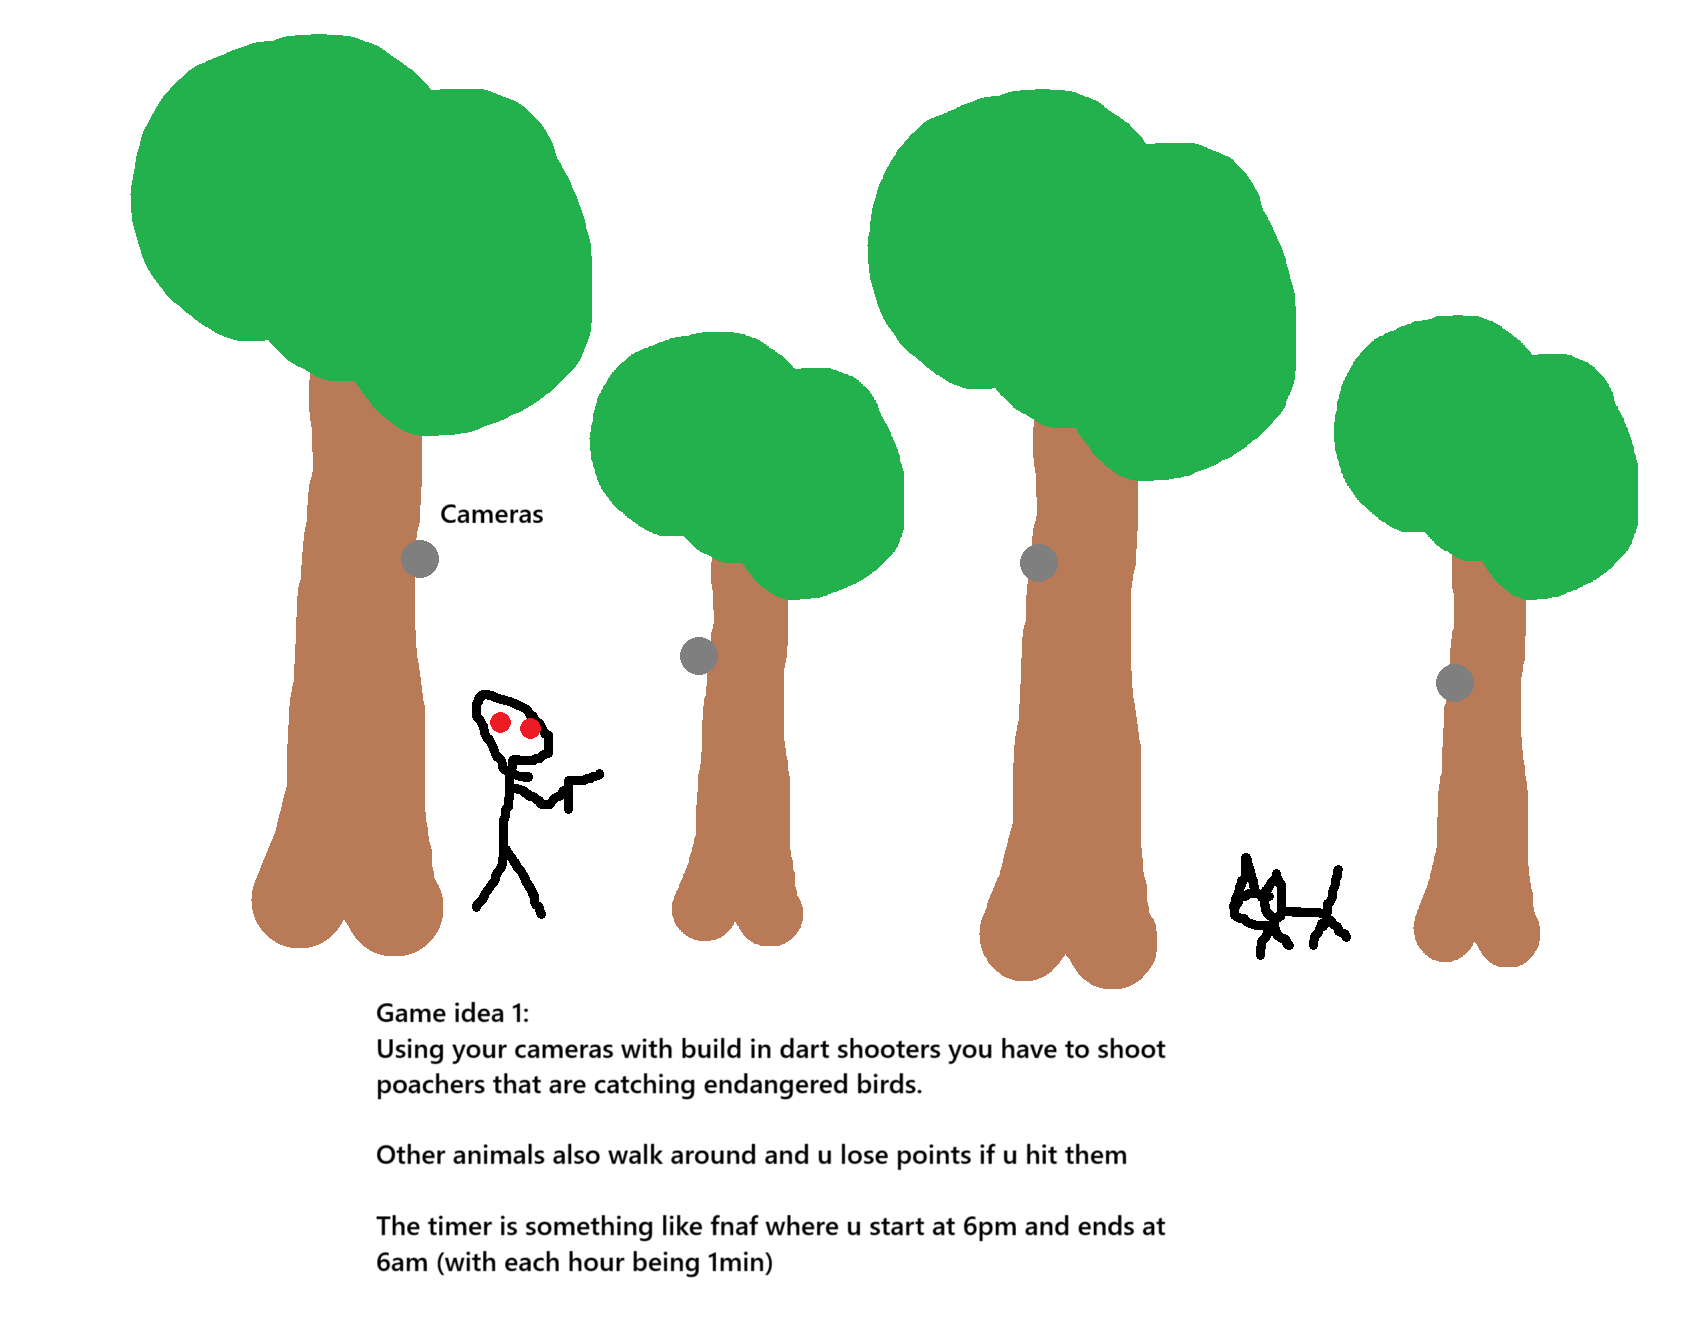 Cameras
Game idea 1:
Using your cameras with build in dart shooters you have to shoot
poachers that are catching endangered birds.
Other animals also walk around and u lose points if u hit them
The timer is something like fnaf where u start at 6pm and ends at
6am (with each hour being 1min)